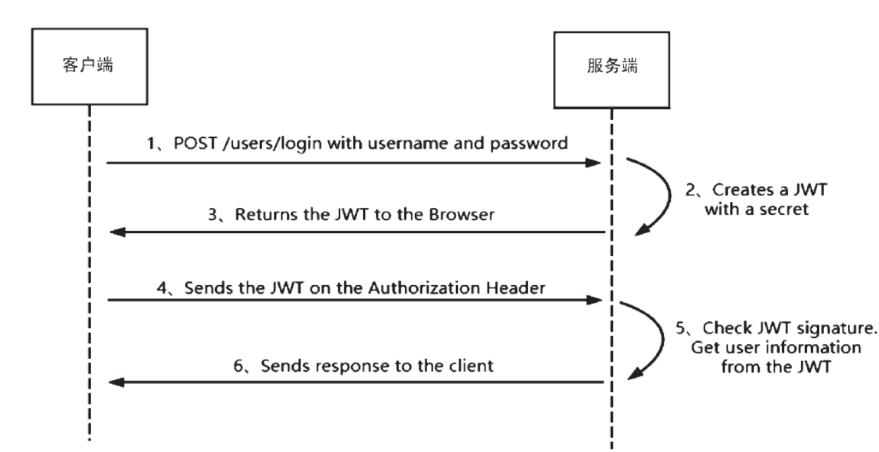 客户端
服务端
1、POST /users/login with username and password
2、Creates a JWT
with a secret
3、Returns the JWT to the Browser
4、Sends the JWT on the Authorization Header
5、Check JWT signature.
Get user information
from the JWT
6、Sends response to the client